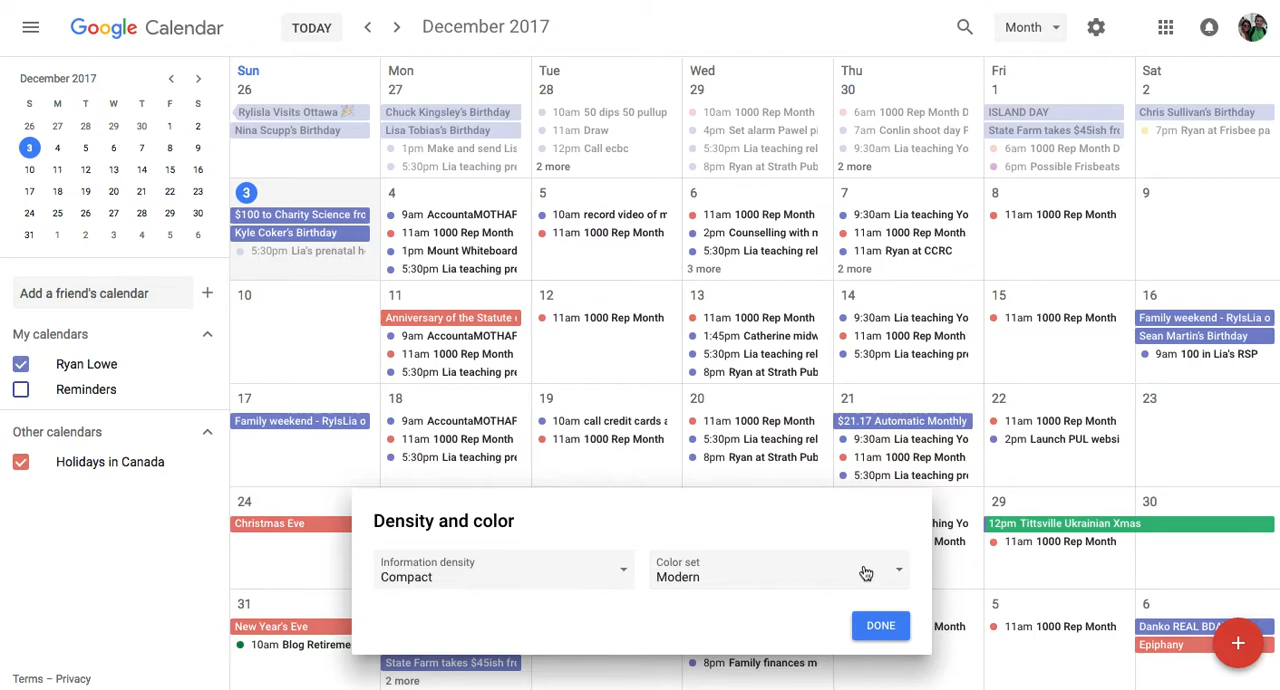 Google Calendar
TODAY
December 2017
Month
December 2017
S M T W T F S
26 27 28 29 30 1 2
3 4 5 6 7 8 9
10 11 12 13 14 15 16
17 18 19 20 21 22 23
24 25 26 27 28 29 30
31 1 2 3 4 5 6
Add a friend's calendar
My calendars
Ryan Lowe
Reminders
Other calendars
Holidays in Canada
Terms – Privacy
Sun
26
Rylisla Visits Ottawa
Nina Scupp's Birthday
Mon
27
Chuck Kingsley's Birthday
Lisa Tobias's Birthday
1pm Make and send Lis
5:30pm Lia teaching pre
Tue
28
10am 50 dips 50 pullup
11am Draw
12pm Call ecbc
2 more
Wed
29
10am 1000 Rep Month
4pm Set alarm Pawel pi
5:30pm Lia teaching rel
8pm Ryan at Strath Pub
Thu
30
6am 1000 Rep Month D
7am Conlin shoot day F
9:30am Lia teaching Yo
2 more
Fri
1
ISLAND DAY
State Farm takes $45ish fro
6am 1000 Rep Month D
6pm Possible Frisbeats
Sat
2
Chris Sullivan's Birthday
7pm Ryan at Frisbee pa
3
$100 to Charity Science fro
Kyle Coker's Birthday
5:30pm Lia's prenatal h
4
9am AccountaMOTHAF
11am 1000 Rep Month
1pm Mount Whiteboard
5:30pm Lia teaching pre
5
10am record video of m
11am 1000 Rep Month
6
11am 1000 Rep Month
2pm Counselling with m
5:30pm Lia teaching rel
3 more
7
9:30am Lia teaching Yo
11am 1000 Rep Month
11am Ryan at CCRC
2 more
8
11am 1000 Rep Month
9
10
11
Anniversary of the Statute o
9am AccountaMOTHAF
11am 1000 Rep Month
5:30pm Lia teaching pre
12
11am 1000 Rep Month
13
11am 1000 Rep Month
1:45pm Catherine midw
5:30pm Lia teaching rel
8pm Ryan at Strath Pub
14
9:30am Lia teaching Yo
11am 1000 Rep Month
5:30pm Lia teaching pre
15
11am 1000 Rep Month
16
Family weekend - RyIsLia o
Sean Martin's Birthday
9am 100 in Lia's RSP
17
Family weekend - RyIsLia o
18
9am AccountaMOTHAF
11am 1000 Rep Month
5:30pm Lia teaching pre
19
10am call credit cards a
11am 1000 Rep Month
20
11am 1000 Rep Month
5:30pm Lia teaching rel
8pm Ryan at Strath Pub
21
$21.17 Automatic Monthly
9:30am Lia teaching Yo
11am 1000 Rep Month
5:30pm Lia teaching pre
22
11am 1000 Rep Month
2pm Launch PUL websi
23
24
Christmas Eve
hing Yo
Month
29
12pm Tittsville Ukrainian Xmas
11am 1000 Rep Month
30
31
New Year's Eve
10am Blog Retireme
State Farm takes $45ish fro
2 more
8pm Family finances m
Month
5
11am 1000 Rep Month
6
Danko REAL BDA
Epiphany
Density and color
Information density
Compact
Color set
Modern
DONE